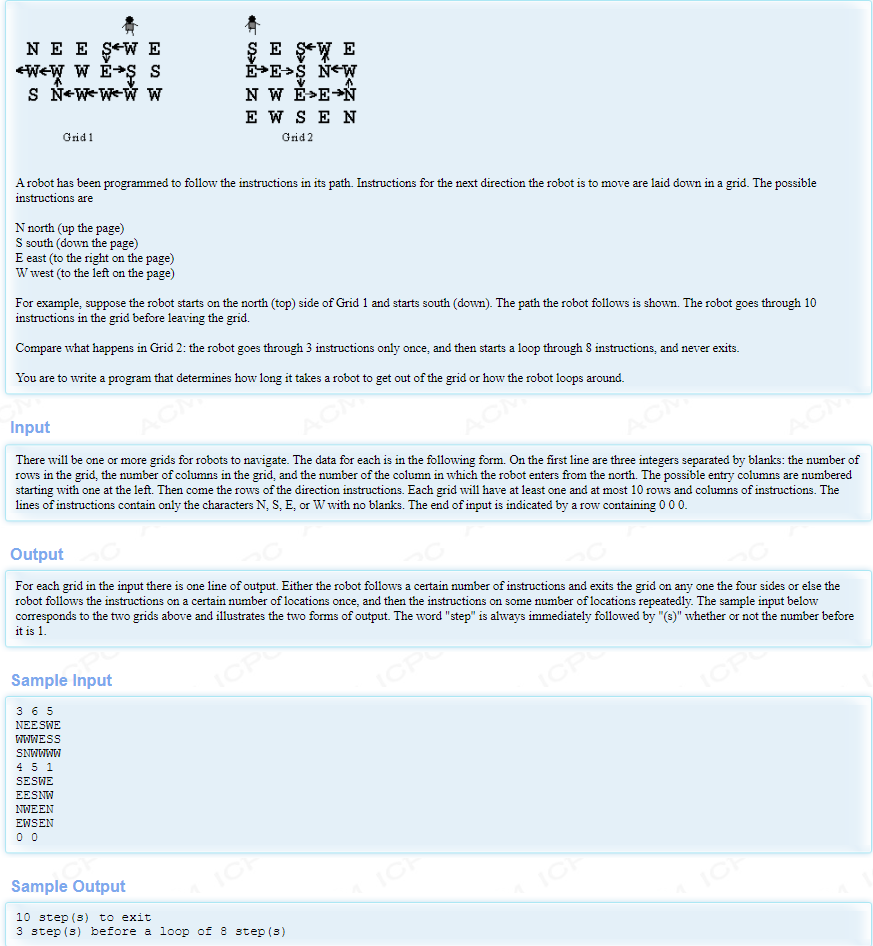 N E E S W E
W W W E S S
S N W W W W
Grid 1
S E S W E
E E S N W
N W E E N
E W S E N
Grid 2
A robot has been programmed to follow the instructions in its path. Instructions for the next direction the robot is to move are laid down in a grid. The possible
instructions are
N north (up the page)
S south (down the page)
E east (to the right on the page)
W west (to the left on the page)
For example, suppose the robot starts on the north (top) side of Grid 1 and starts south (down). The path the robot follows is shown. The robot goes through 10
instructions in the grid before leaving the grid.
Compare what happens in Grid 2: the robot goes through 3 instructions only once, and then starts a loop through 8 instructions, and never exits.
You are to write a program that determines how long it takes a robot to get out of the grid or how the robot loops around.
Input
There will be one or more grids for robots to navigate. The data for each is in the following form. On the first line are three integers separated by blanks: the number of
rows in the grid, the number of columns in the grid, and the number of the column in which the robot enters from the north. The possible entry columns are numbered
starting with one at the left. Then come the rows of the direction instructions. Each grid will have at least one and at most 10 rows and columns of instructions. The
lines of instructions contain only the characters N, S, E, or W with no blanks. The end of input is indicated by a row containing 0 0 0.
Output
For each grid in the input there is one line of output. Either the robot follows a certain number of instructions and exits the grid on any one the four sides or else the
robot follows the instructions on a certain number of locations once, and then the instructions on some number of locations repeatedly. The sample input below
corresponds to the two grids above and illustrates the two forms of output. The word "step" is always immediately followed by "(s)" whether or not the number before
it is 1.
Sample Input
3 6 5
NEESWE
WWWESS
SNWWWW
4 5 1
SESWE
EESNW
NWEEN
EWSEN
0 0
Sample Output
10 step(s) to exit
3 step(s) before a loop of 8 step(s)